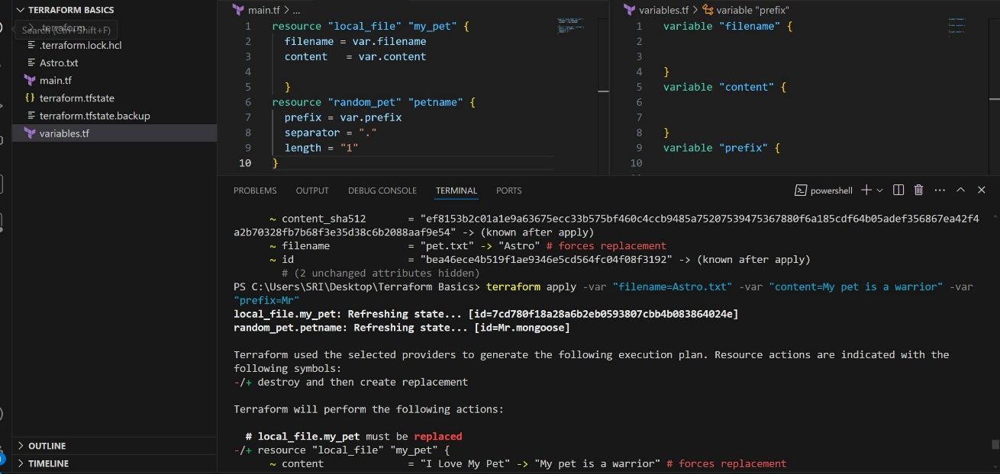 TERRAFORM BASICS
.terraform
Search (Ctrl+Shift+F)
.terraform.lock.hcl
Astro.txt
main.tf
terraform.tfstate
terraform.tfstate.backup
variables.tf
OUTLINE
TIMELINE
main.tf > ...
1 resource "local_file" "my_pet" {
2 filename = var.filename
3 content   = var.content
4
5 }
6 resource "random_pet" "petname" {
7 prefix = var.prefix
8 separator = "."
9 length = "1"
10 }
variables.tf > variable "prefix"
1 variable "filename" {
2
3
4 }
5 variable "content" {
6
7
8 }
9 variable "prefix" {
10
PROBLEMS OUTPUT DEBUG CONSOLE TERMINAL PORTS
powershell
~ content_sha512       = "ef8153b2c01a1e9a63675ecc33b575bf460c4ccb9485a75207539475367880f6a185cdf64b05adef356867ea42f4
a2b70328fb7b68f3e35d38c6b2088aaf9e54" -> (known after apply)
~ filename             = "pet.txt" -> "Astro" # forces replacement
~ id                   = "bea46ece4b519f1ae9346e5cd564fc04f08f3192" -> (known after apply)
# (2 unchanged attributes hidden)
PS C:\Users\SRI\Desktop\Terraform Basics> terraform apply -var "filename=Astro.txt" -var "content=My pet is a warrior" -var
"prefix=Mr"
local_file.my_pet: Refreshing state... [id=7cd780f18a28a6b2eb0593807cbb4b083864024e]
random_pet.petname: Refreshing state... [id=Mr.mongoose]
Terraform used the selected providers to generate the following execution plan. Resource actions are indicated with the
following symbols:
-/+ destroy and then create replacement
Terraform will perform the following actions:
# local_file.my_pet must be replaced
-/+ resource "local_file" "my_pet" {
~ content              = "I Love My Pet" -> "My pet is a warrior" # forces replacement